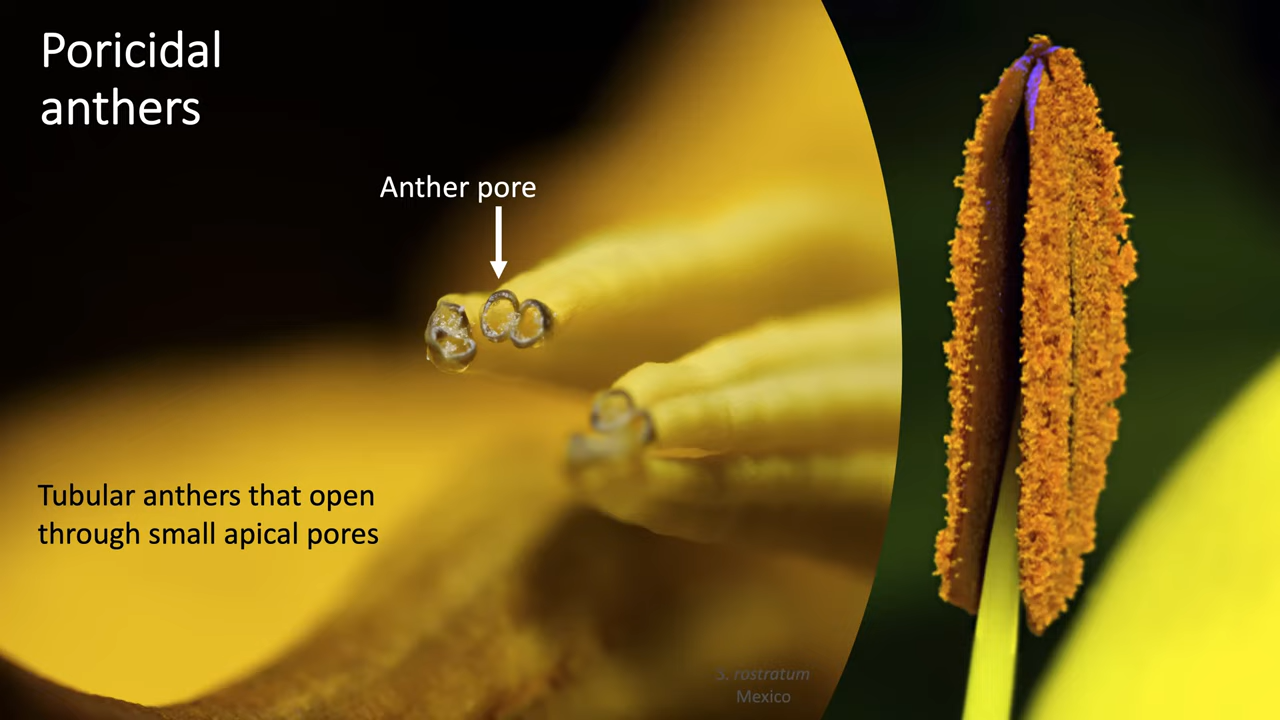 Poricidal
anthers
Anther pore
Tubular anthers that open
through small apical pores
S. rostratum
Mexico